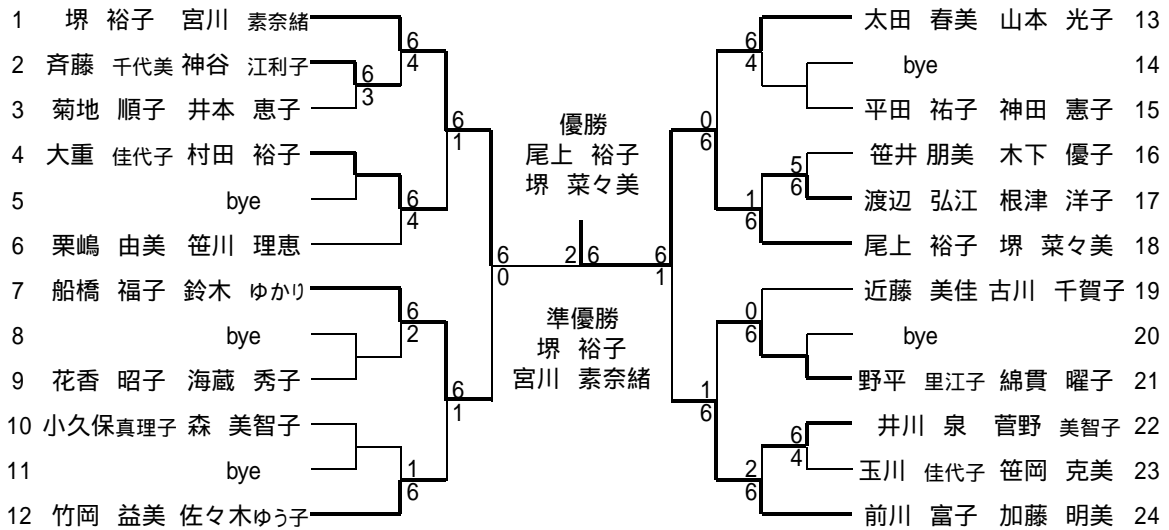 1 堺 裕子 宮川 素奈緒
2 斉藤 千代美 神谷 江利子
3 菊地 順子 井本 恵子
4 大重 佳代子 村田 裕子
5 bye
6 栗嶋 由美 笹川 理恵
7 船橋 福子 鈴木 ゆかり
8 bye
9 花香 昭子 海蔵 秀子
10 小久保真理子 森 美智子
11 bye
12 竹岡 益美 佐々木ゆう子
6
4
6
3
6
1
6
4
6
0
6
2
6
1
1
6
優勝
尾上 裕子
堺 菜々美
2 6
準優勝
堺 裕子
宮川 素奈緒
6
4
0
6
5
6
1
6
6
1
0
6
1
6
6
4
2
6
太田 春美 山本 光子 13
bye 14
平田 祐子 神田 憲子 15
笹井 朋美 木下 優子 16
渡辺 弘江 根津 洋子 17
尾上 裕子 堺 菜々美 18
近藤 美佳 古川 千賀子 19
bye 20
野平 里江子 綿貫 曜子 21
井川 泉 菅野 美智子 22
玉川 佳代子 笹岡 克美 23
前川 富子 加藤 明美 24